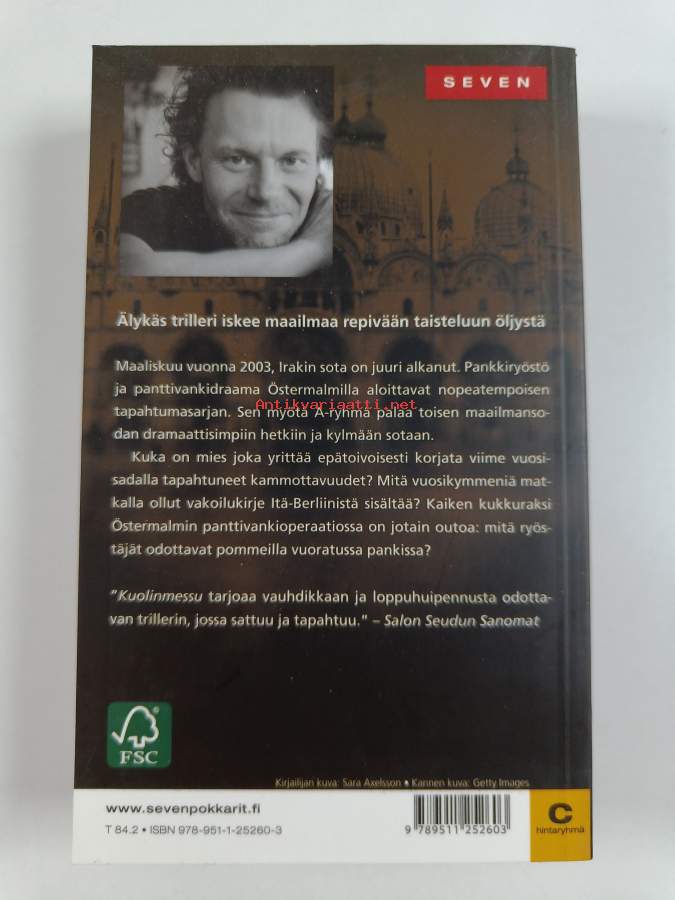 SEVEN
Älykäs trilleri iskee maailmaa repivään taisteluun öljystä
Maaliskuu vuonna 2003, Irakin sota on juuri alkanut. Pankkiryöstö
ja panttivankidraama Östermalmilla aloittavat nopeatempoisen
Antikvariaatti.net
tapahtumasarjan. Sen myötä A-ryhmä palaa toisen maailmanso-
dan dramaattisimpiin hetkiin ja kylmään sotaan.
Kuka on mies joka yrittää epätoivoisesti korjata viime vuosi-
sadalla tapahtuneet kammottavuudet? Mitä vuosikymmeniä mat-
kalla ollut vakoilukirje Itä-Berliinistä sisältää? Kaiken kukkuraksi
Östermalmin panttivankioperaatiossa on jotain outoa: mitä ryös-
täjät odottavat pommeilla vuoratussa pankissa?
"Kuolinmessu tarjoaa vauhdikkaan ja loppuhuipennusta odotta-
van trillerin, jossa sattuu ja tapahtuu." – Salon Seudun Sanomat
FSC
Kirjailijan kuva: Sara Axelsson • Kannen kuva: Getty Images
www.sevenpokkarit.fi
T 84.2 • ISBN 978-951-1-25260-3
9 789511 252603
C
hintaryhmä